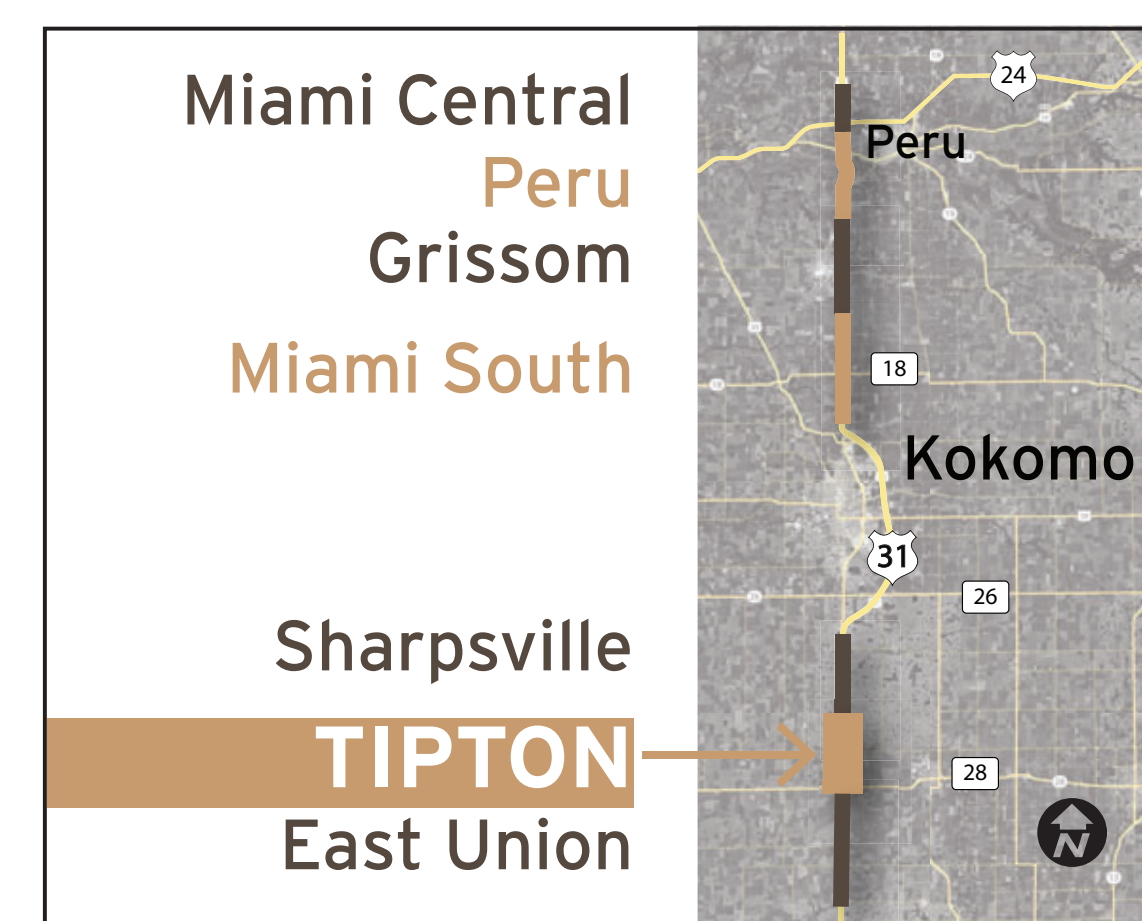 Miami Central
Peru
Grissom
Miami South
Sharpsville
TIPTON
East Union
24
Peru
18
Kokomo
31
26
28
N